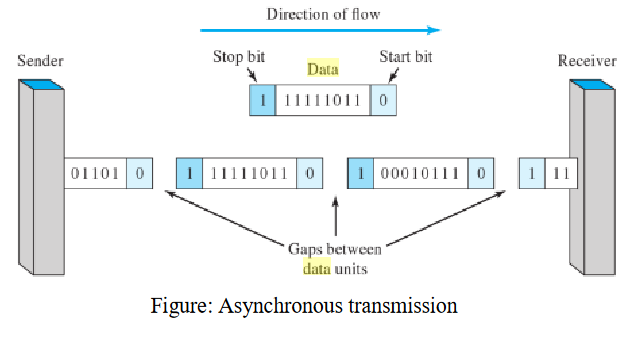 Direction of flow
Sender
Stop bit
Data
Start bit
Receiver
1 11111011 0
01101 0
1 11111011 0
1 00010111 0
1 11
Gaps between
data units
Figure: Asynchronous transmission